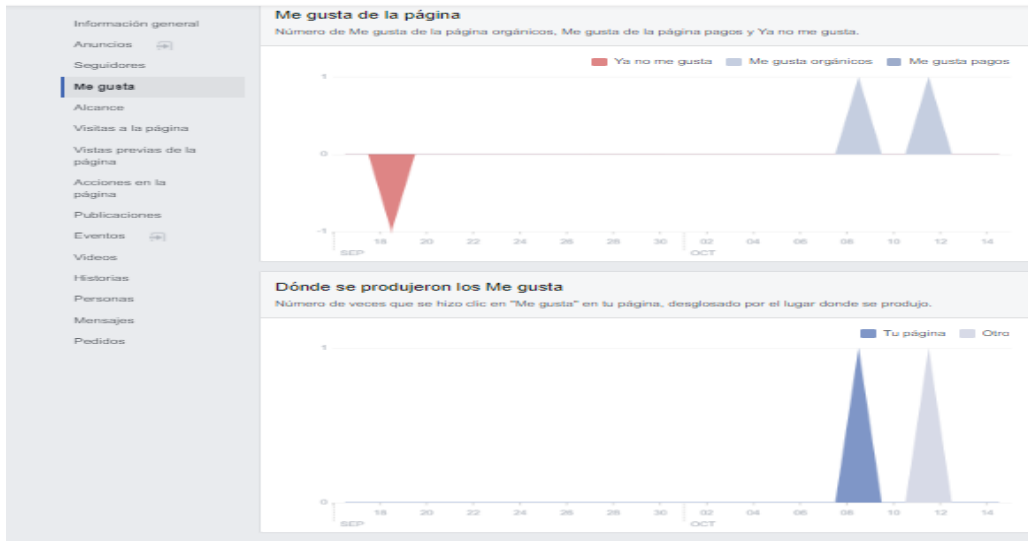 Información general
Anuncios
Seguidores
Me gusta
Alcance
Visitas a la página
Vistas previas de la
página
Acciones en la
página
Publicaciones
Eventos
Videos
Historias
Personas
Mensajes
Pedidos
Me gusta de la página
Número de Me gusta de la página orgánicos, Me gusta de la página pagos y Ya no me gusta.
Ya no me gusta Me gusta orgánicos Me gusta pagos
1
0
-1
18 20 22 24 26 28 30 02 04 06 08 10 12 14
SEP OCT
Dónde se produjeron los Me gusta
Número de veces que se hizo clic en "Me gusta" en tu página, desglosado por el lugar donde se produjo.
Tu página Otro
1
0
18 20 22 24 26 28 30 02 04 06 08 10 12 14
SEP OCT